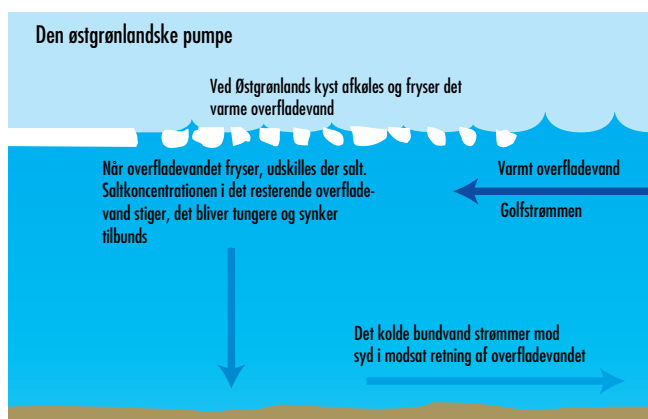 Den østgrønlandske pumpe
Ved Østgrønlands kyst afkøles og fryser det
varme overfladevand
Når overfladevandet fryser, udskilles der salt.
Saltkoncentrationen i det resterende overflade-
vand stiger, det bliver tungere og synker
tilbunds
Varmt overfladevand
Golfstrømmen
Det kolde bundvand strømmer mod
syd i modsat retning af overfladevandet